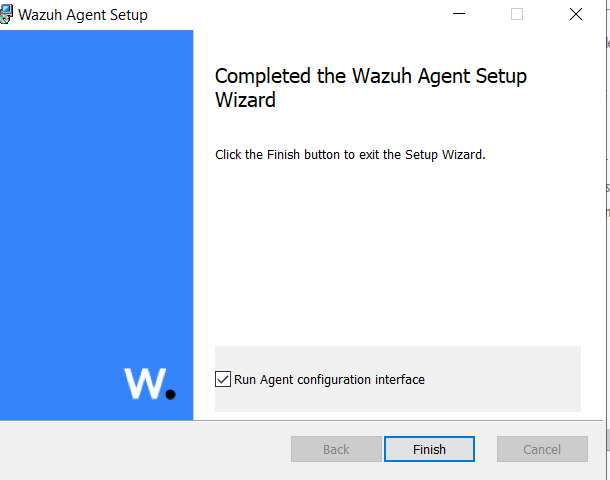 Wazuh Agent Setup
Completed the Wazuh Agent Setup
Wizard
Click the Finish button to exit the Setup Wizard.
W.
Run Agent configuration interface
Back
Finish
Cancel